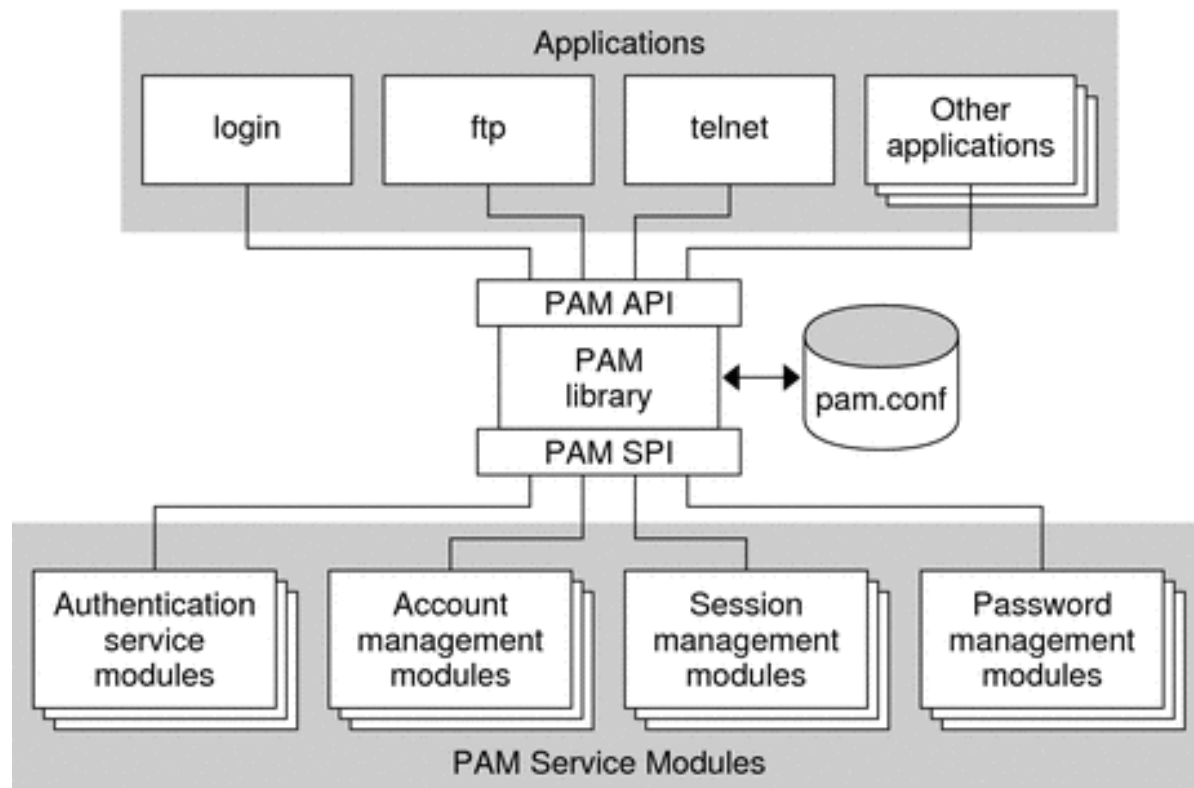 Applications
login
ftp
telnet
Other
applications
PAM API
PAM
library
pam.conf
PAM SPI
Authentication
service
modules
Account
management
modules
Session
management
modules
Password
management
modules
PAM Service Modules